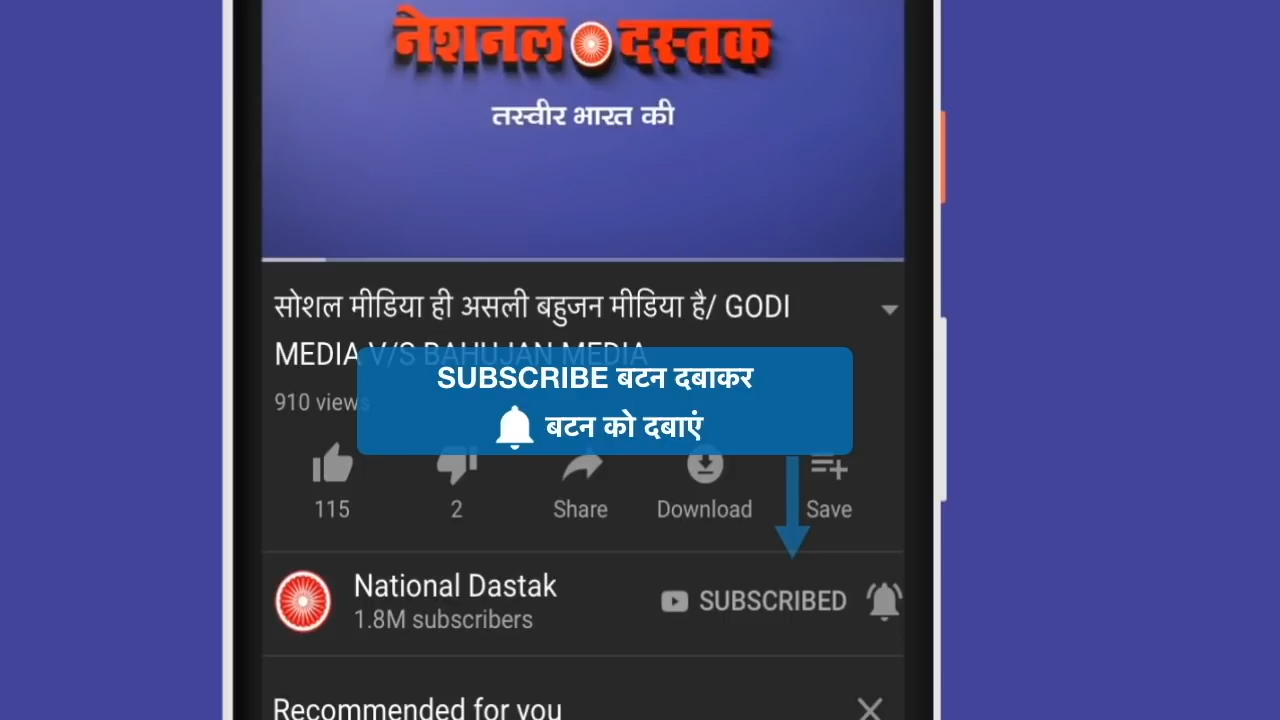 नेशनल दस्तक
तस्वीर भारत की
सोशल मीडिया ही असली बहुजन मीडिया है/ GODI
MEDIA V/S BAHUJAN MEDIA
910 views
SUBSCRIBE बटन दबाकर
बटन को दबाएं
115
2
Share
Download
Save
National Dastak
1.8M subscribers
SUBSCRIBED
Recommended for you